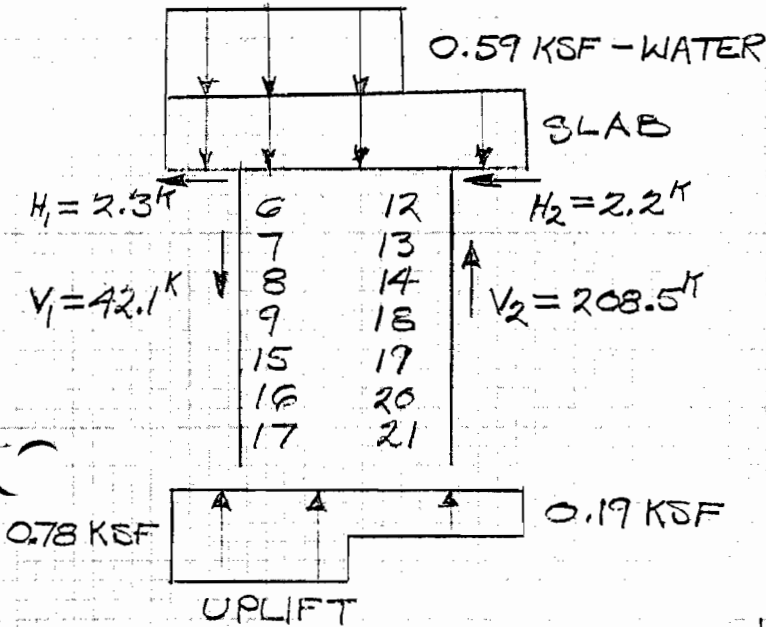 0.59 KSF-WATER
SLAB
H₁ = 2.3ᴷ
6 12
H₂ = 2.2ᴷ
7 13
V₁ = 42.1ᴷ
8 14
V₂ = 208.5ᴷ
9 18
15 19
16 20
17 21
0.78 KSF
0.19 KSF
UPLIFT